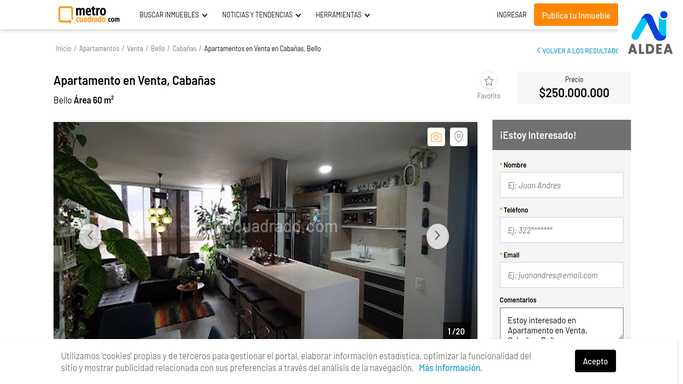 metro
cuadrado.com
BUSCAR INMUEBLES
NOTICIAS Y TENDENCIAS
HERRAMIENTAS
INGRESAR
Publica tu Inmueble
ALDEA
Inicio / Apartamentos / Venta / Bello / Cabañas / Apartamentos en Venta en Cabañas, Bello
VOLVER A LOS RESULTAD
Apartamento en Venta, Cabañas
Bello Área 60 m²
Favorito
Precio
$250.000.000
¡Estoy Interesado!
* Nombre
Ej: Juan Andres
* Teléfono
Ej: 322*******
* Email
Ej: juanandres@email.com
Comentarios
Estoy interesado en
Apartamento en Venta,
cuadrado.com
1 / 20
Utilizamos 'cookies' propias y de terceros para gestionar el portal, elaborar información estadística, optimizar la funcionalidad del
sitio y mostrar publicidad relacionada con sus preferencias a través del análisis de la navegación. Más Información.
Acepto